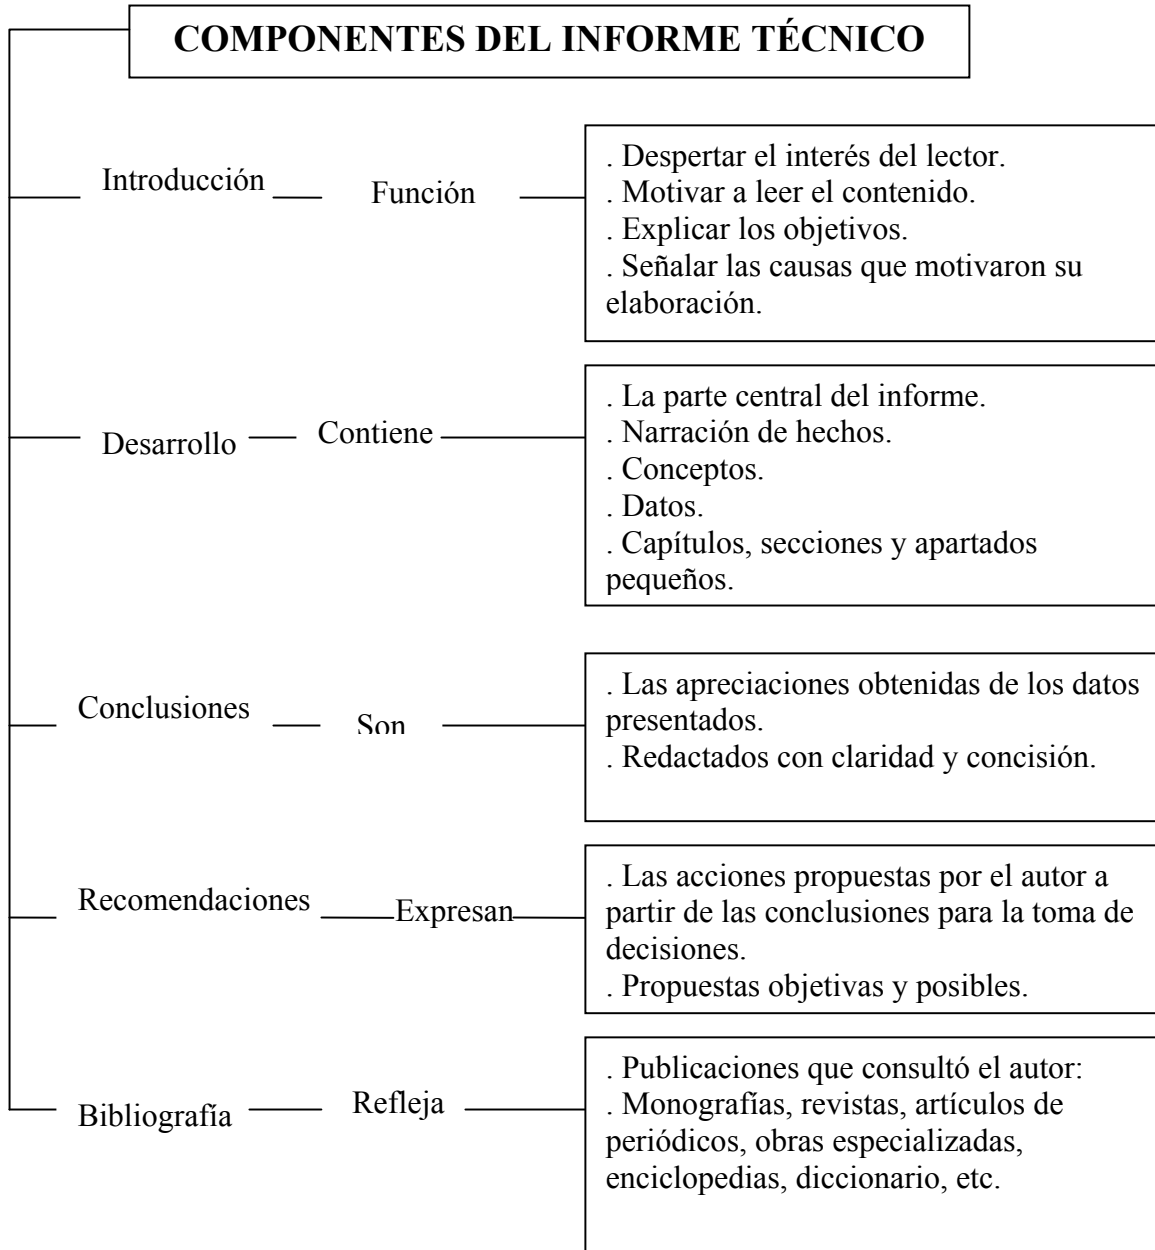 COMPONENTES DEL INFORME TÉCNICO
Introducción
Función
. Despertar el interés del lector.
. Motivar a leer el contenido.
. Explicar los objetivos.
. Señalar las causas que motivaron su
elaboración.
Desarrollo
Contiene
. La parte central del informe.
. Narración de hechos.
. Conceptos.
. Datos.
. Capítulos, secciones y apartados
pequeños.
Conclusiones
Son
. Las apreciaciones obtenidas de los datos
presentados.
. Redactados con claridad y concisión.
Recomendaciones
Expresan
. Las acciones propuestas por el autor a
partir de las conclusiones para la toma de
decisiones.
. Propuestas objetivas y posibles.
Bibliografía
Refleja
. Publicaciones que consultó el autor:
. Monografías, revistas, artículos de
periódicos, obras especializadas,
enciclopedias, diccionario, etc.